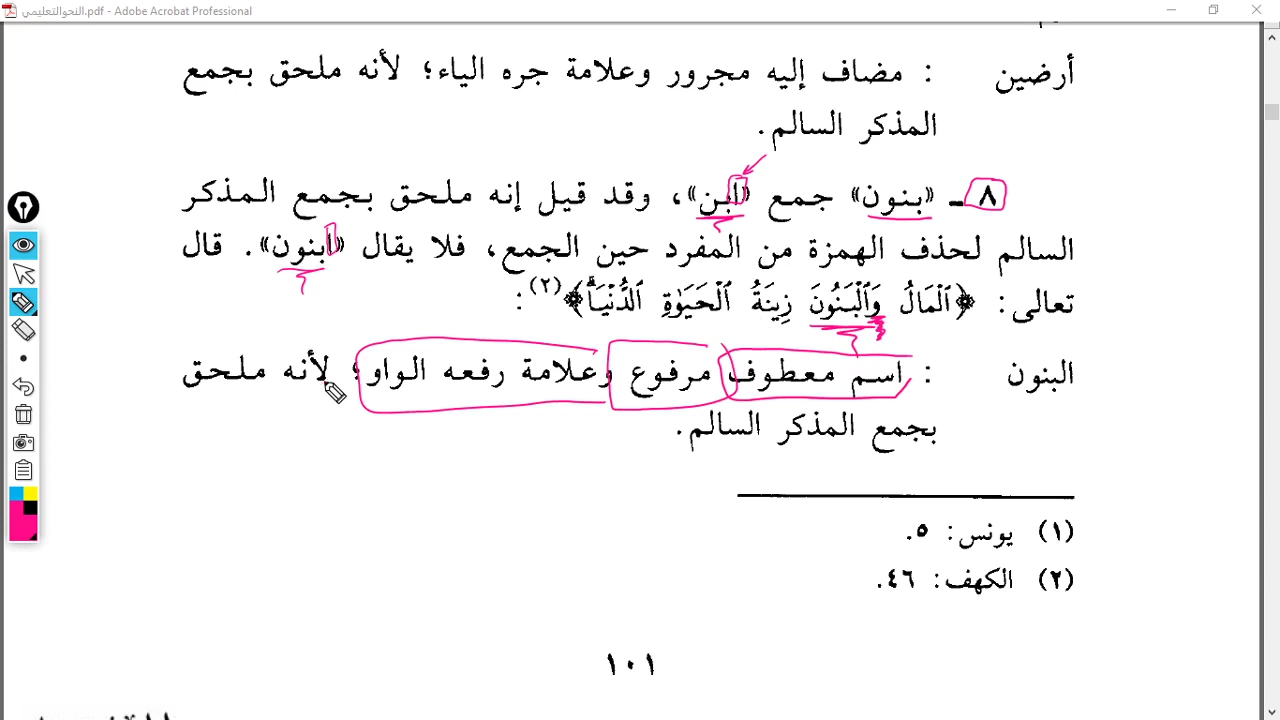 النحوالتعليمي.pdf - Adobe Acrobat Professional
أرضين : مضاف إليه مجرور وعلامة جره الياء؛ لأنه ملحق بجمع
المذكر السالم.
٨ ـ «بنون» جمع «ابن»، وقد قيل إنه ملحق بجمع المذكر
السالم لحذف الهمزة من المفرد حين الجمع، فلا يقال «ابنون». قال
تعالى: ﴿ٱلْمَالُ وَٱلْبَنُونَ زِينَةُ ٱلْحَيَوٰةِ ٱلدُّنْيَاۖ﴾(٢) :
البنون : اسم معطوف مرفوع وعلامة رفعه الواو؛ لأنه ملحق
بجمع المذكر السالم.
(١) يونس: ٥.
(٢) الكهف: ٤٦.
١٠١